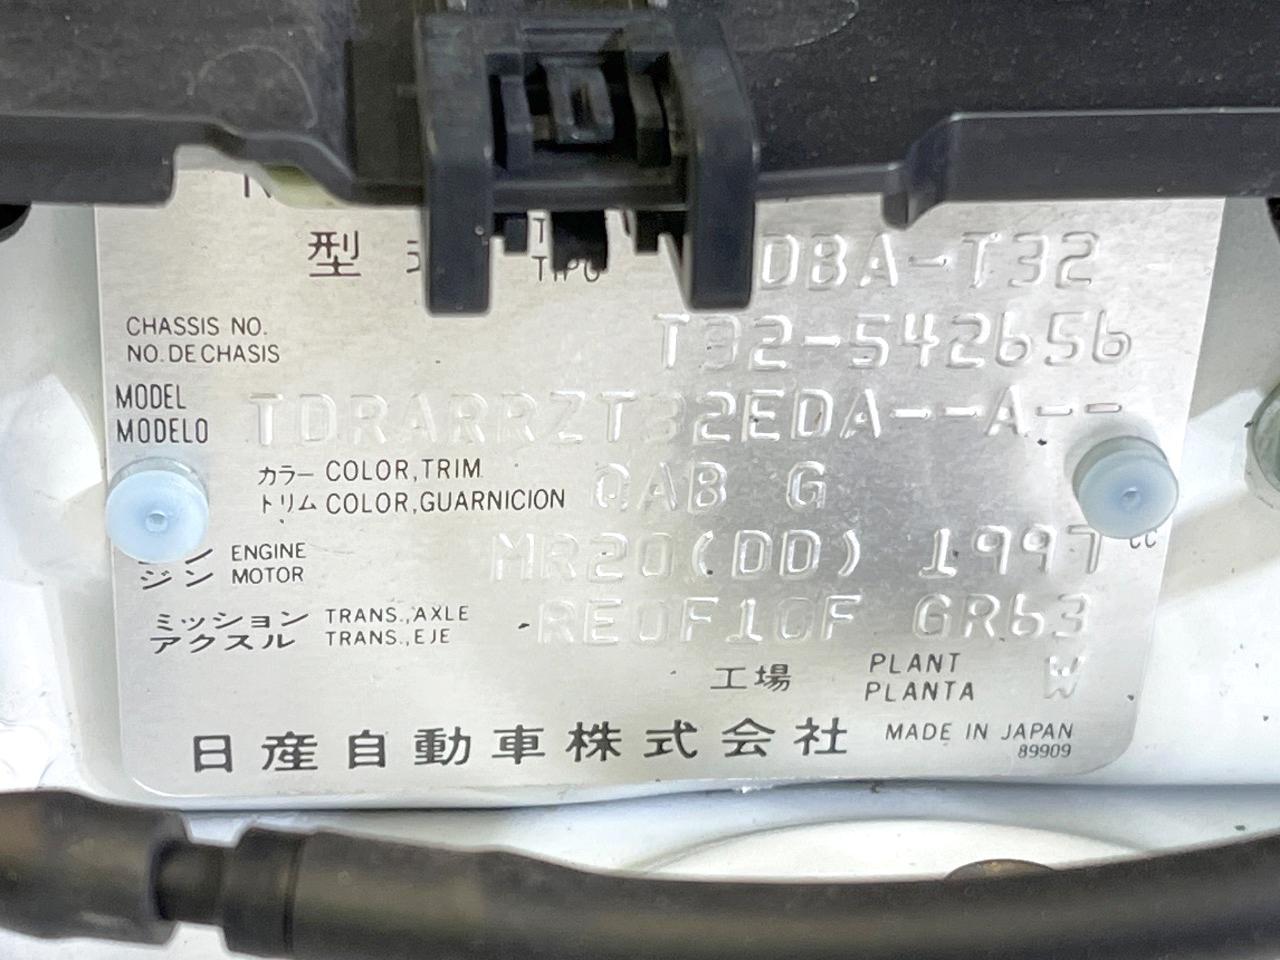 型 TIPO DBA-T32
CHASSIS NO. T32-542656
NO. DE CHASIS
MODEL TDRARRZT32EDA--A--
MODELO
カラー COLOR,TRIM QAB G
トリム COLOR,GUARNICION
ン ENGINE MR20(DD) 1997 cc
ジン MOTOR
ミッション TRANS.,AXLE RE0F10F GR63
アクスル TRANS.,EJE
工場 PLANT W
PLANTA
日産自動車株式会社 MADE IN JAPAN
89909